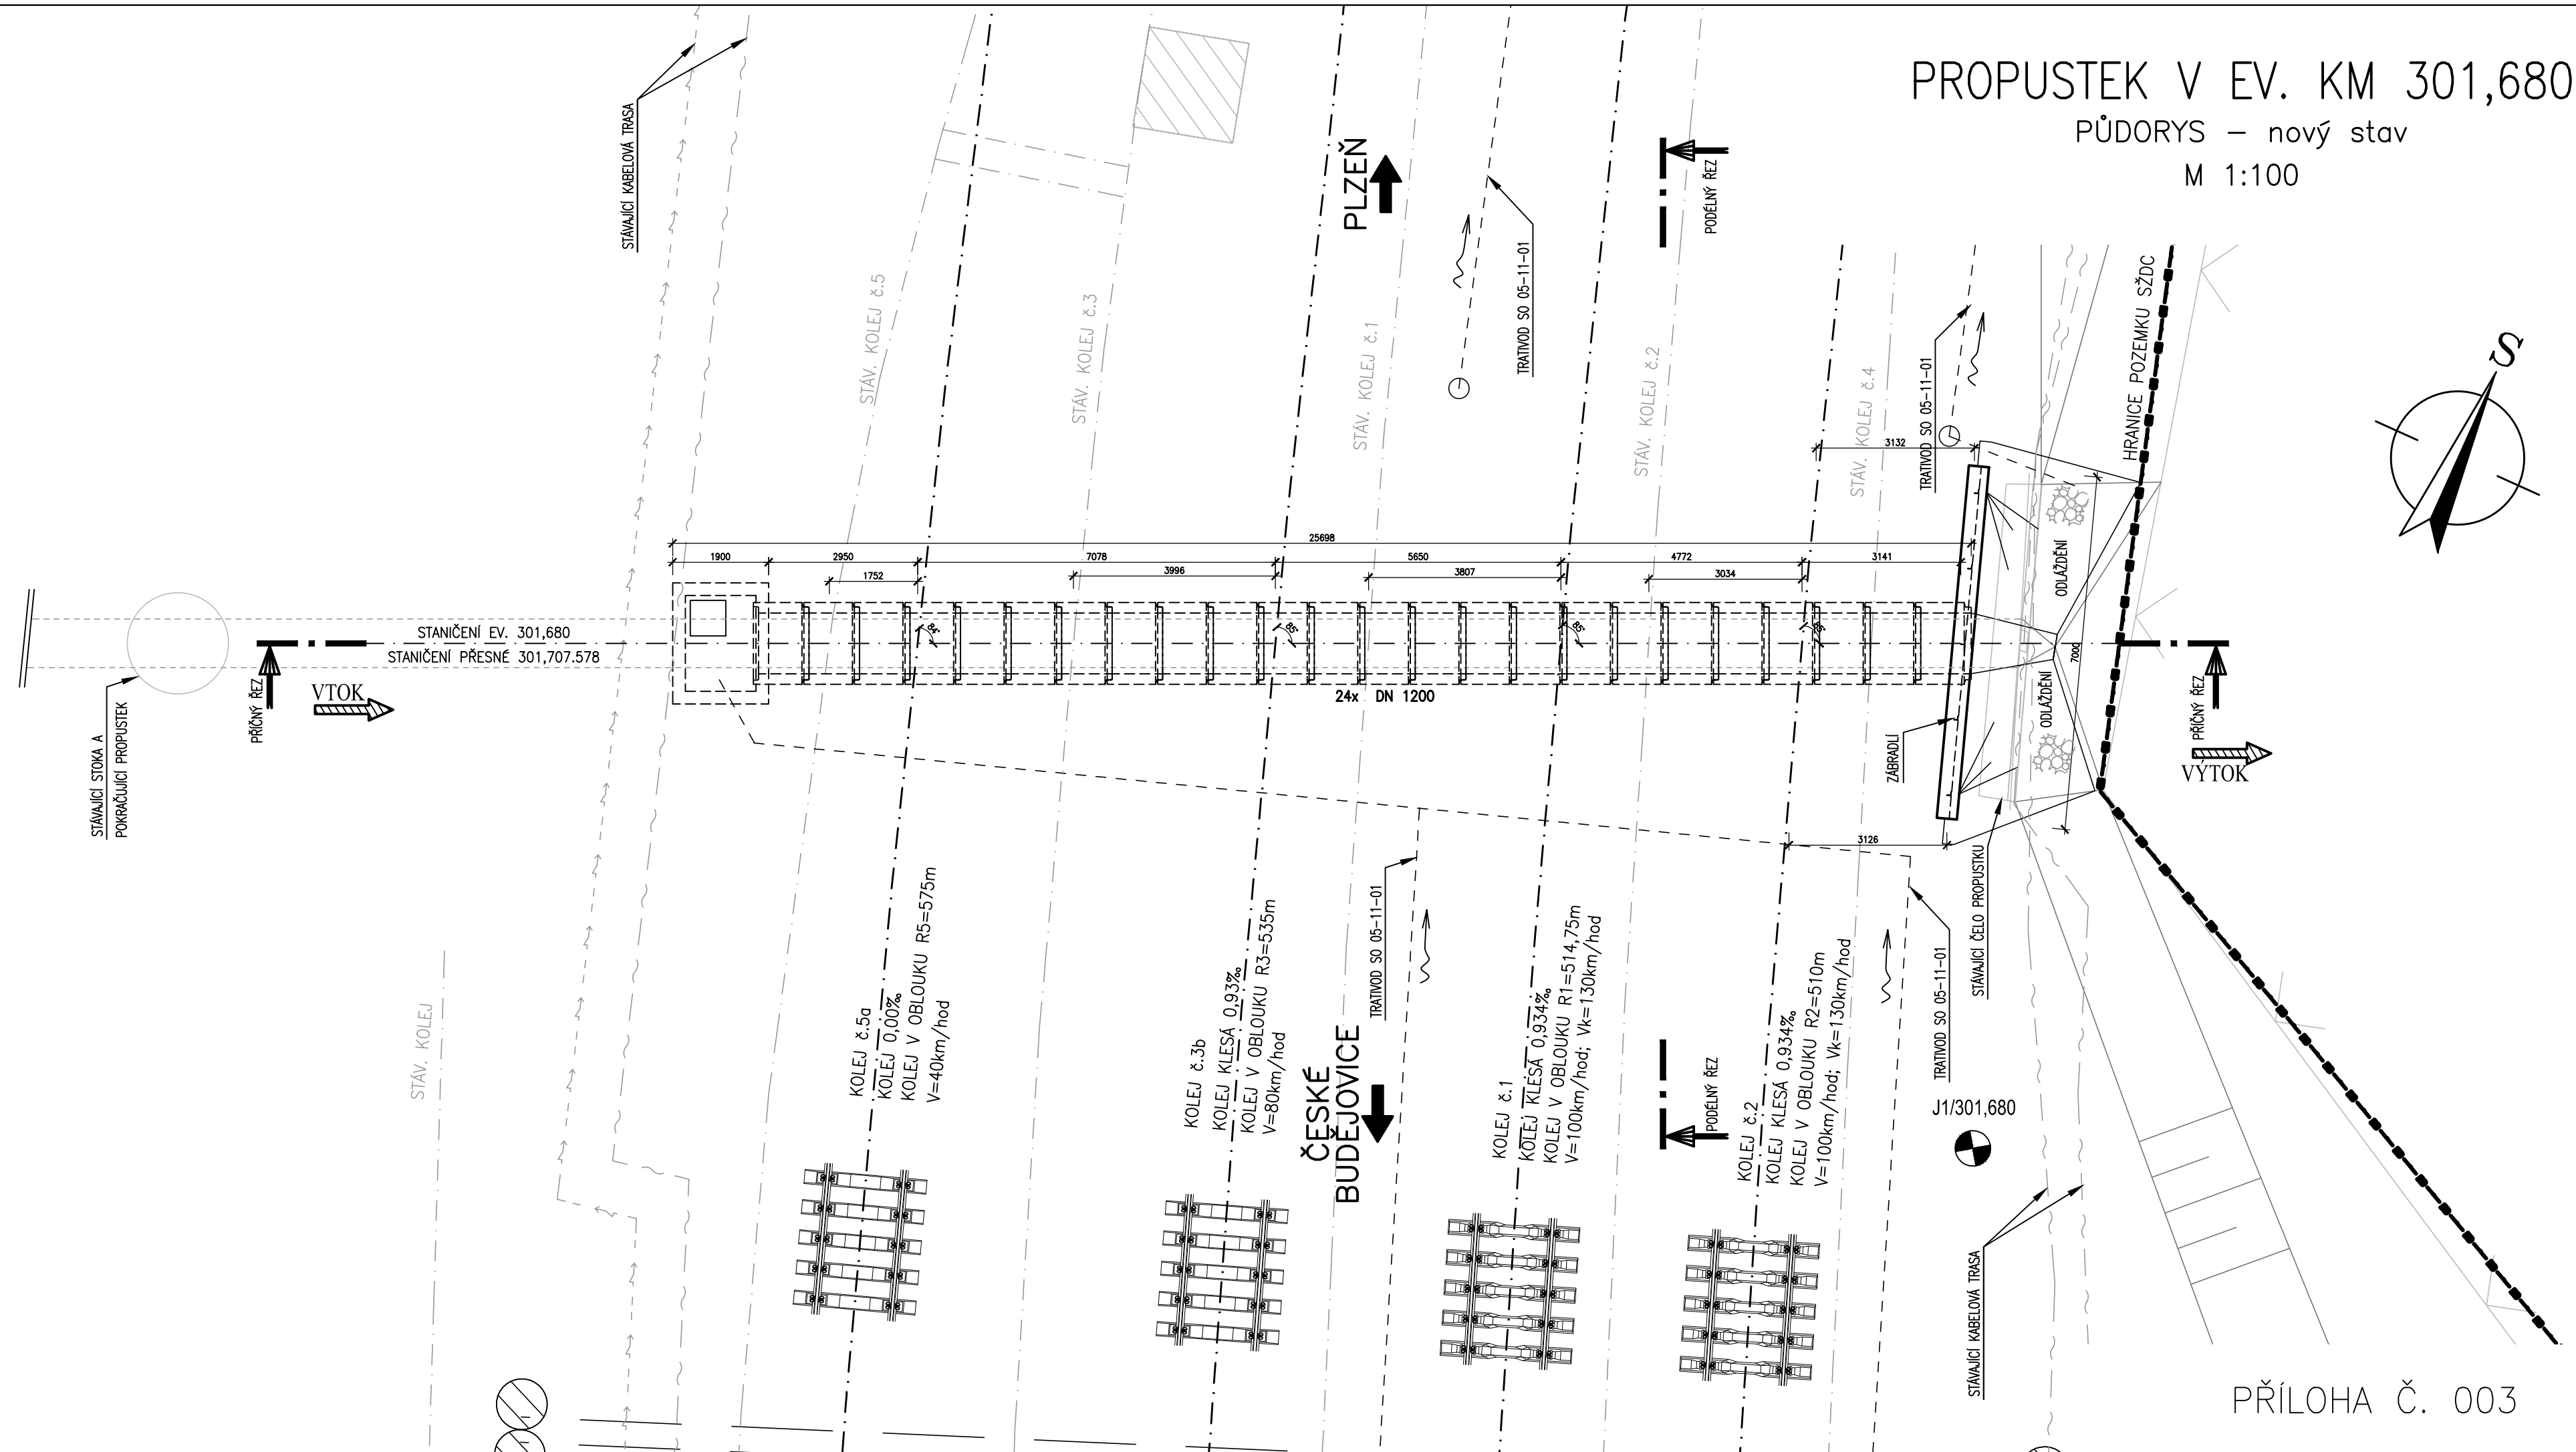 PROPUSTEK V EV. KM 301,680
PŮDORYS – nový stav
M 1:100
STÁVAJÍCÍ KABELOVÁ TRASA
PLZEŇ
PODÉLNÝ ŘEZ
TRATIVOD SO 05-11-01
STÁV. KOLEJ č.5
STÁV. KOLEJ č.3
STÁV. KOLEJ č.1
STÁV. KOLEJ č.2
STÁV. KOLEJ č.4
TRATIVOD SO 05-11-01
HRANICE POZEMKU SŽDC
S
3132
25698
1900
2950
7078
5650
4772
3141
1752
3996
3807
3034
ODLÁŽDĚNÍ
STANIČENÍ EV. 301,680
STANIČENÍ PŘESNÉ 301,707.578
84°
85°
85°
7000
24x DN 1200
ODLÁŽDĚNÍ
PŘÍČNÝ ŘEZ
VTOK
PŘÍČNÝ ŘEZ
VÝTOK
STÁVAJÍCÍ STOKA A
POKRAČUJÍCÍ PROPUSTEK
ZÁBRADLÍ
3126
STÁVAJÍCÍ ČELO PROPUSTKU
TRATIVOD SO 05-11-01
TRATIVOD SO 05-11-01
STÁV. KOLEJ
KOLEJ č.5a
KOLEJ 0,00‰
KOLEJ V OBLOUKU R5=575m
V=40km/hod
KOLEJ č.3b
KOLEJ KLESÁ 0,93‰
KOLEJ V OBLOUKU R3=535m
V=80km/hod
ČESKÉ
BUDĚJOVICE
KOLEJ č.1
KOLEJ KLESÁ 0,934‰
KOLEJ V OBLOUKU R1=514,75m
V=100km/hod; Vk=130km/hod
PODÉLNÝ ŘEZ
KOLEJ č.2
KOLEJ KLESÁ 0,934‰
KOLEJ V OBLOUKU R2=510m
V=100km/hod; Vk=130km/hod
J1/301,680
STÁVAJÍCÍ KABELOVÁ TRASA
PŘÍLOHA Č. 003